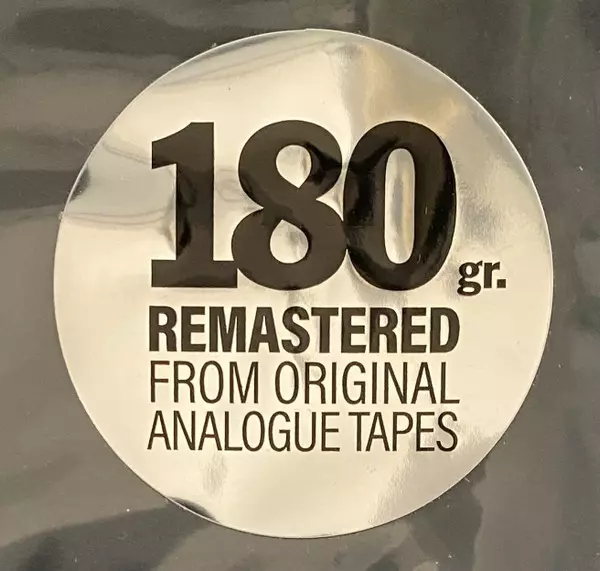 180 gr.
REMASTERED
FROM ORIGINAL
ANALOGUE TAPES